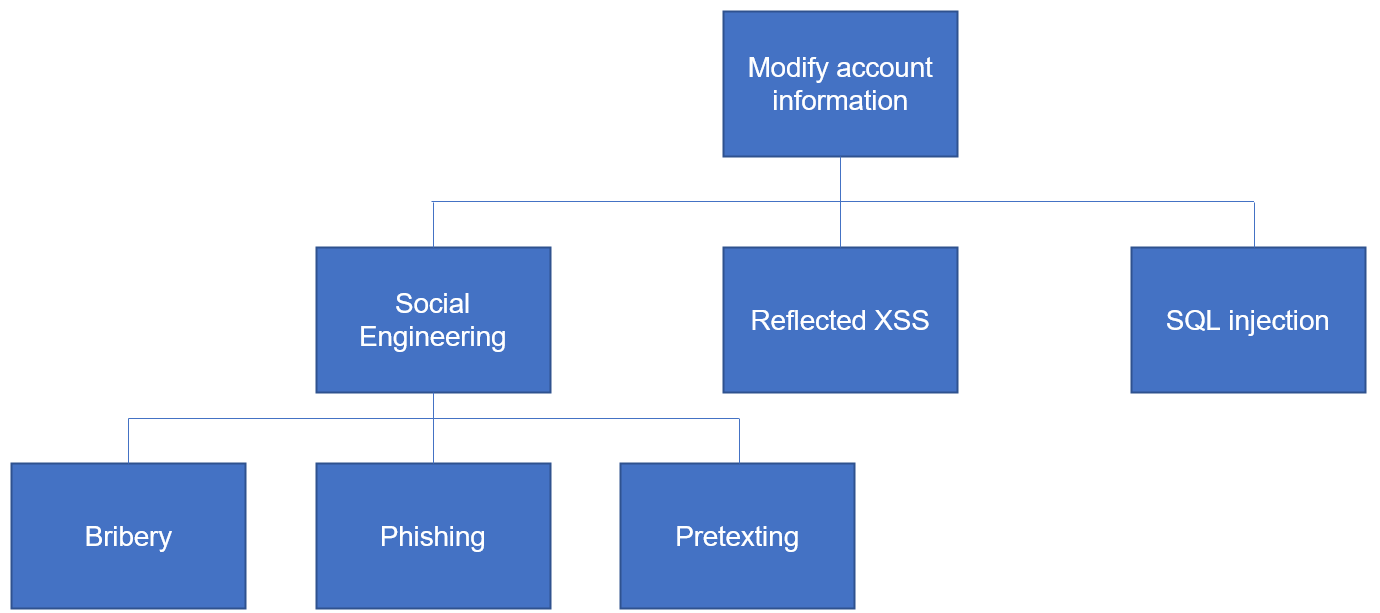 Modify account
information
Social
Engineering
Reflected XSS
SQL injection
Bribery
Phishing
Pretexting